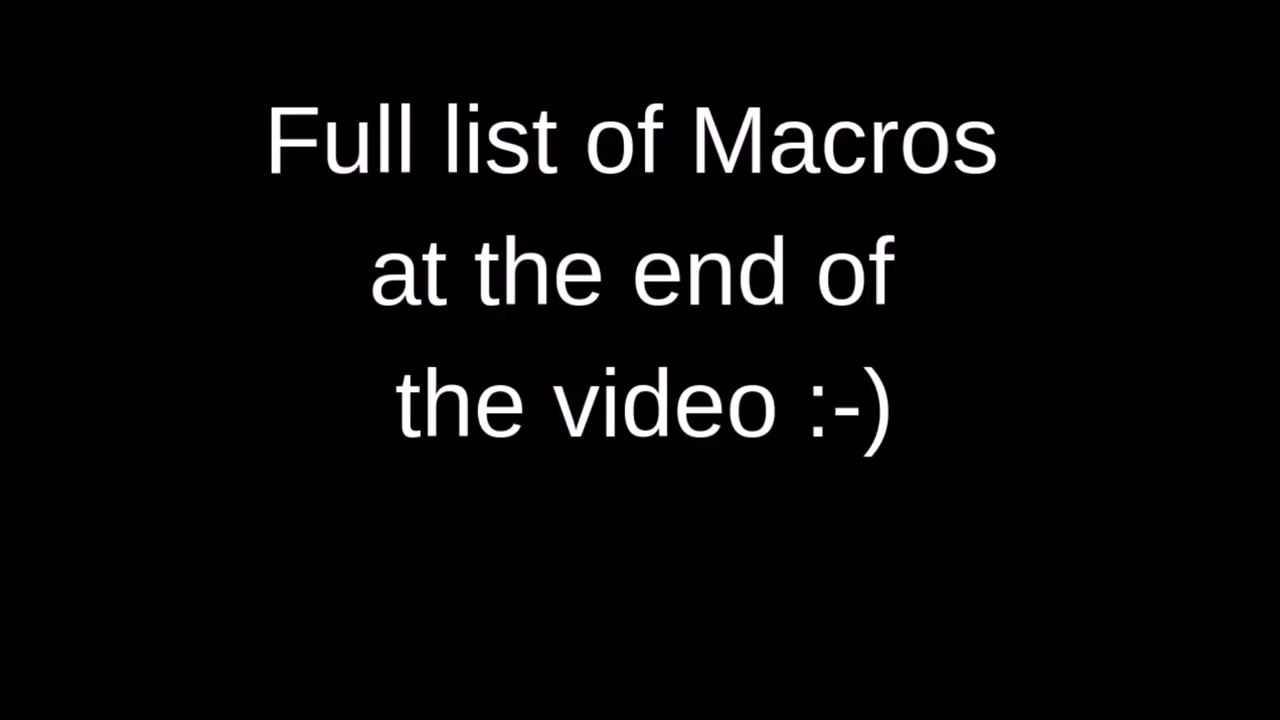 Full list of Macros
at the end of
the video :-)